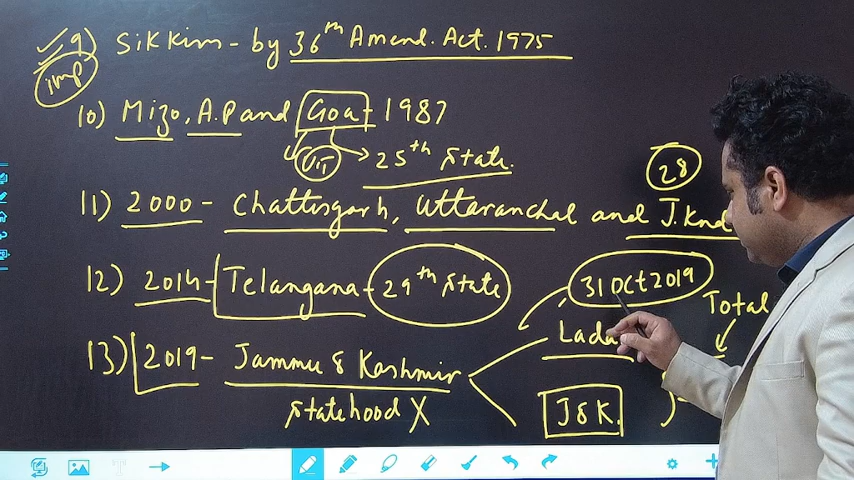 9) Sikkim - by 36th Amend. Act. 1975
imp
10) Mizo, A.P and Goa - 1987
U.T → 25th State.
28
11) 2000 - Chattisgarh, Uttaranchal and J.Knd
12) 2014 - Telangana - 29th State
31 Oct 2019
Total
13) 2019 - Jammu & Kashmir
Statehood X
J & K.